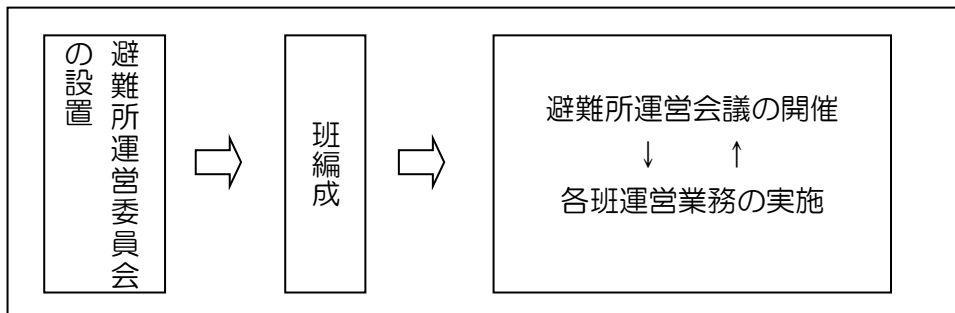 避難所運営委員会
の設置
班編成
避難所運営会議の開催
↓ ↑
各班運営業務の実施